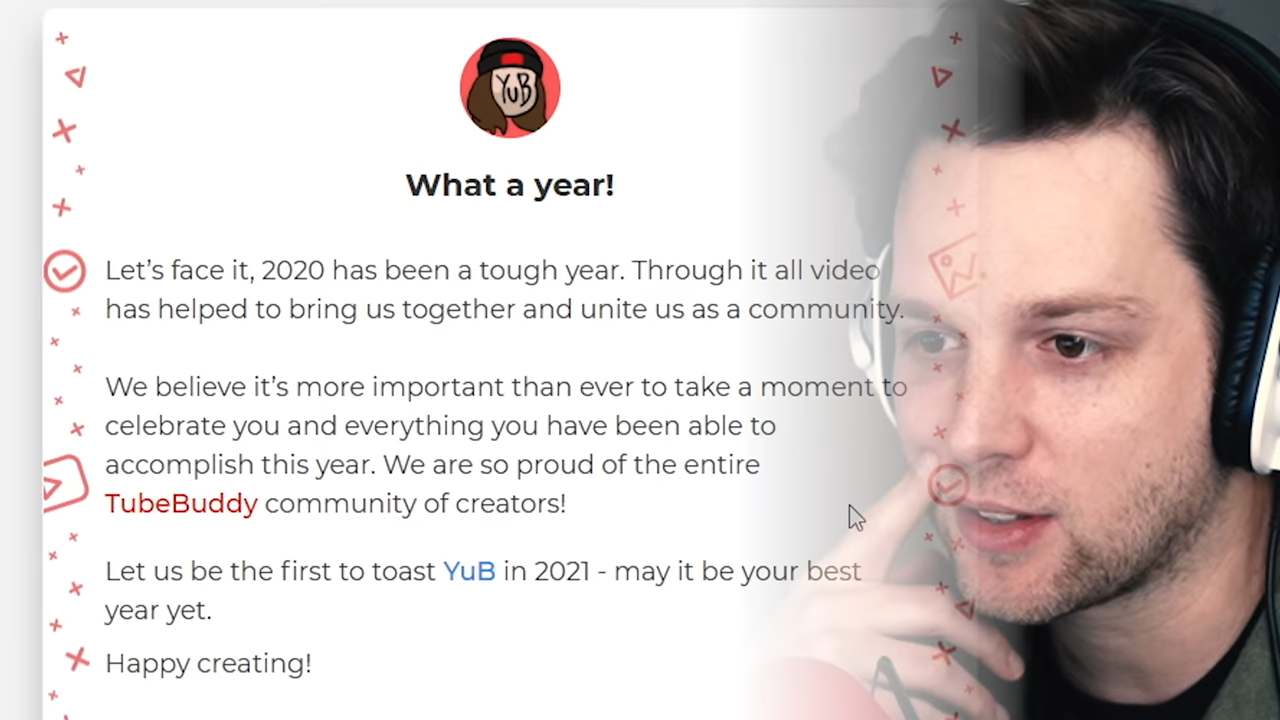 YuB
What a year!
Let's face it, 2020 has been a tough year. Through it all video
has helped to bring us together and unite us as a community.
We believe it's more important than ever to take a moment to
celebrate you and everything you have been able to
accomplish this year. We are so proud of the entire
TubeBuddy community of creators!
Let us be the first to toast YuB in 2021 - may it be your best
year yet.
Happy creating!